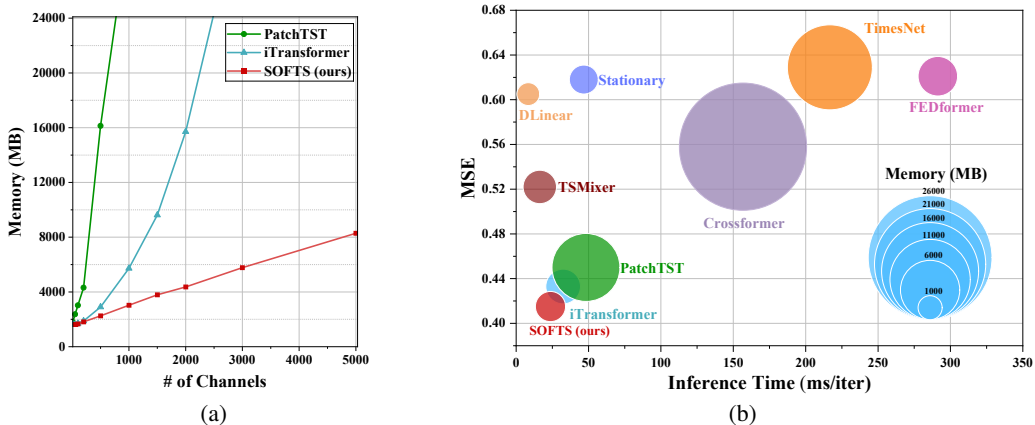 24000
20000
16000
12000
8000
4000
0
Memory (MB)
PatchTST
iTransformer
SOFTS (ours)
1000
2000
3000
4000
5000
# of Channels
(a)
0.68
0.64
0.60
0.56
0.52
0.48
0.44
0.40
MSE
TimesNet
Stationary
DLinear
FEDformer
TSMixer
Crossformer
PatchTST
iTransformer
SOFTS (ours)
Memory (MB)
26000
21000
16000
11000
6000
1000
0
50
100
150
200
250
300
350
Inference Time (ms/iter)
(b)